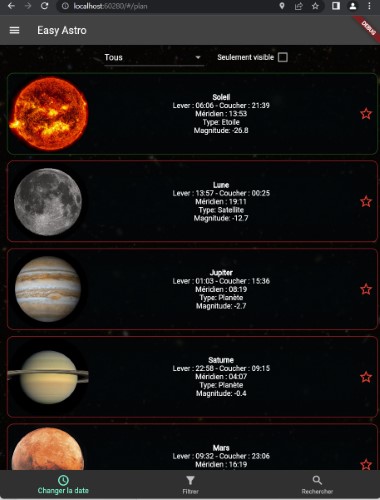 localhost:60280/#/plan
DEBUG
Easy Astro
Tous
Seulement visible
Soleil
Lever : 06:06 - Coucher : 21:39
Méridien : 13:53
Type: Etoile
Magnitude: -26.8
Lune
Lever : 13:57 - Coucher : 00:25
Méridien : 19:11
Type: Satellite
Magnitude: -12.7
Jupiter
Lever : 01:03 - Coucher : 15:36
Méridien : 08:19
Type: Planète
Magnitude: -2.7
Saturne
Lever : 22:58 - Coucher : 09:15
Méridien : 04:07
Type: Planète
Magnitude: -0.4
Mars
Lever : 09:32 - Coucher : 23:06
Méridien : 16:19
Changer la date
Filtrer
Rechercher